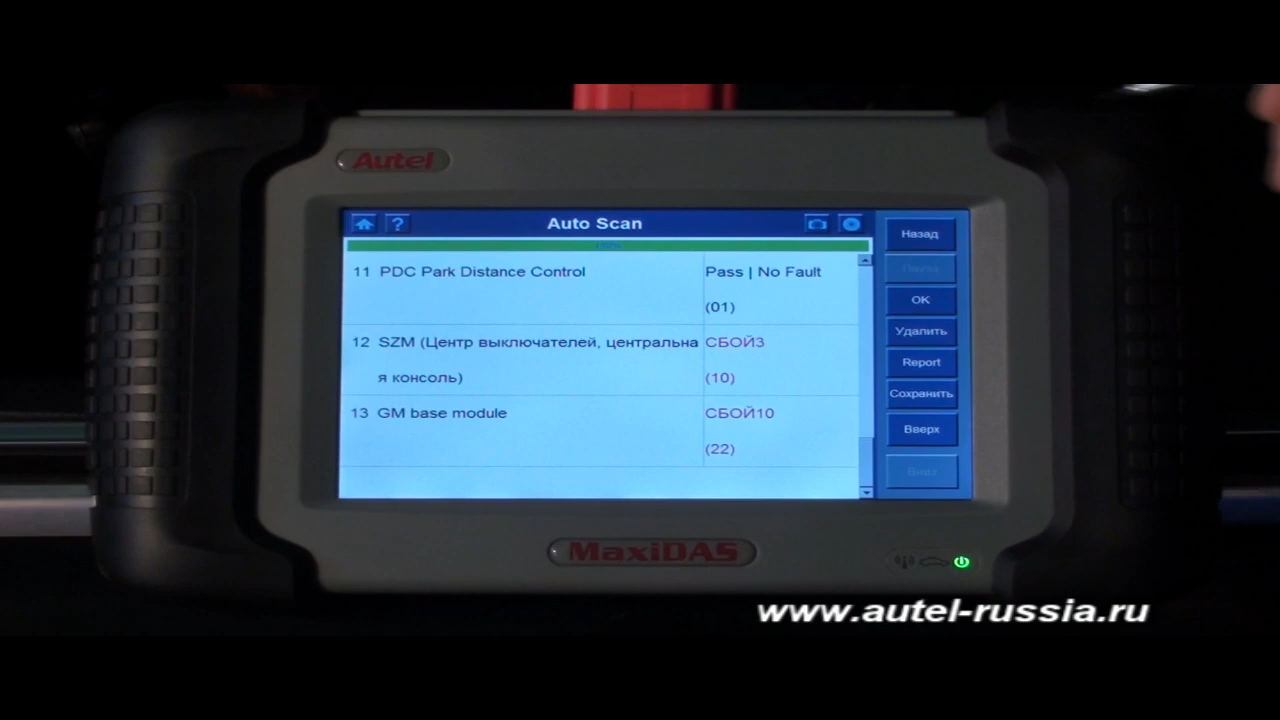 Autel
? Auto Scan
Назад
11 PDC Park Distance Control Pass | No Fault
(01)
OK
12 SZM (Центр выключателей, центральна СБОЙ3
Удалить
я консоль) (10)
Report
Сохранить
13 GM base module СБОЙ10
Вверх
(22)
Вниз
MaxiDAS
www.autel-russia.ru